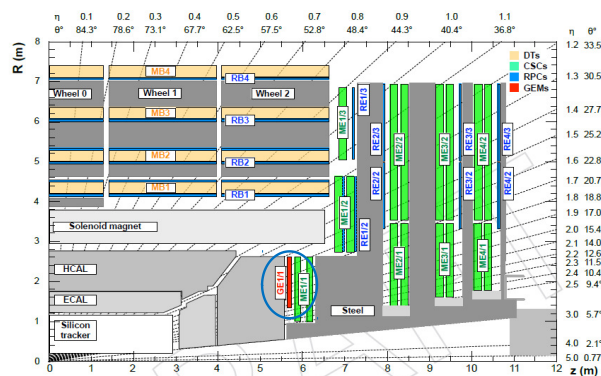 η 0.1 0.2 0.3 0.4 0.5 0.6 0.7 0.8 0.9 1.0 1.1 η θ°
θ° 84.3° 78.6° 73.1° 67.7° 62.5° 57.5° 52.8° 48.4° 44.3° 40.4° 36.8°
R (m)
8
7
6
5
4
3
2
1
0
1.2 33.5
1.3 30.5
1.4 27.7
1.5 25.2
1.6 22.8
1.7 20.7
1.8 18.8
1.9 17.0
2.0 15.4
2.1 14.0
2.2 12.6
2.3 11.5
2.4 10.4
2.5 9.4°
3.0 5.7°
4.0 2.1°
5.0 0.77
DTs
CSCs
RPCs
GEMs
MB4
RB4
Wheel 0
Wheel 1
Wheel 2
MB3
RB3
MB2
RB2
MB1
RB1
Solenoid magnet
HCAL
ECAL
Silicon
tracker
Steel
GE1/1
ME1/1
ME1/2
ME1/3
RE1/2
RE1/3
ME2/1
ME2/2
RE2/2
RE2/3
ME3/1
ME3/2
RE3/2
RE3/3
ME4/1
ME4/2
RE4/2
RE4/3
0 1 2 3 4 5 6 7 8 9 10 11 12 z (m)